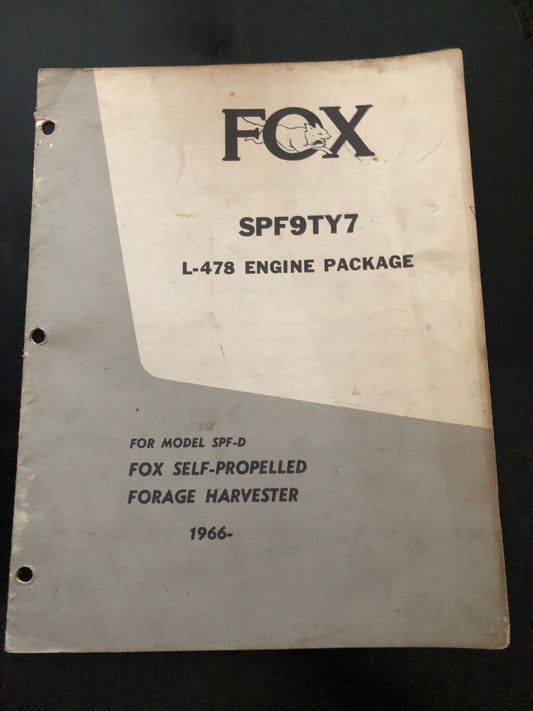 FOX
SPF9TY7
L-478 ENGINE PACKAGE
FOR MODEL SPF-D
FOX SELF-PROPELLED
FORAGE HARVESTER
1966-